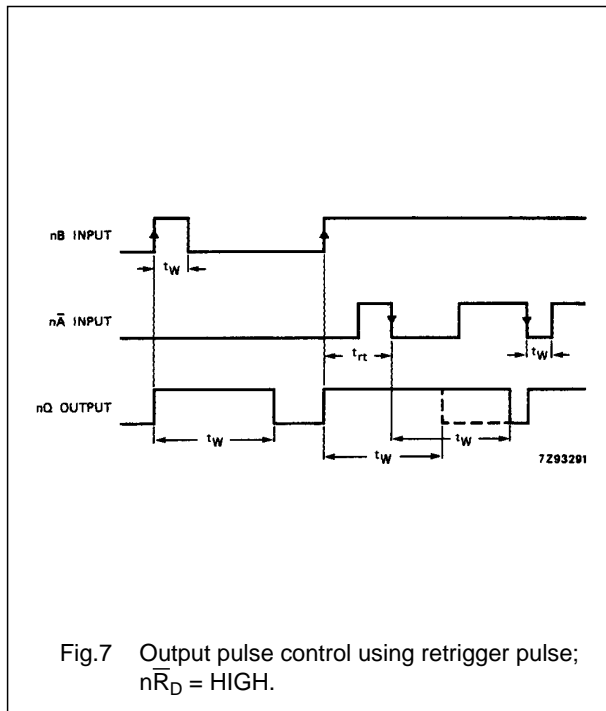 nB INPUT
tW
nA̅ INPUT
trt
tW
nQ OUTPUT
tW
tW
tW
7Z93291
Fig.7 Output pulse control using retrigger pulse;
nR̅D = HIGH.